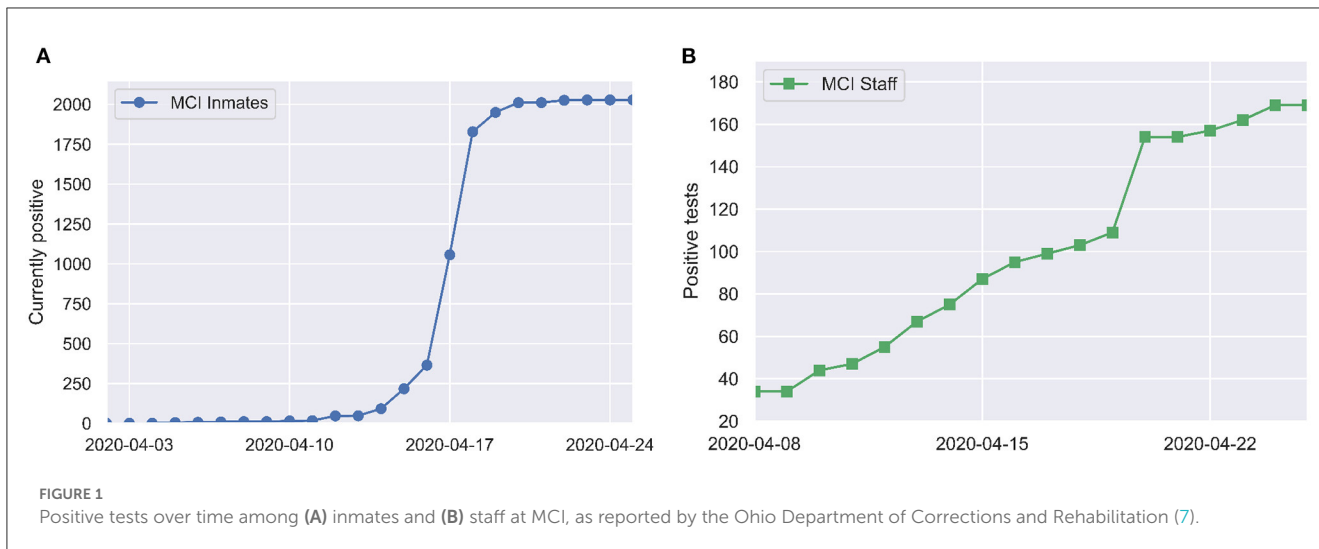 A
MCI Inmates
Currently positive
2000
1750
1500
1250
1000
750
500
250
0
2020-04-03 2020-04-10 2020-04-17 2020-04-24
B
MCI Staff
Positive tests
180
160
140
120
100
80
60
40
20
2020-04-08 2020-04-15 2020-04-22
FIGURE 1
Positive tests over time among (A) inmates and (B) staff at MCI, as reported by the Ohio Department of Corrections and Rehabilitation (7).